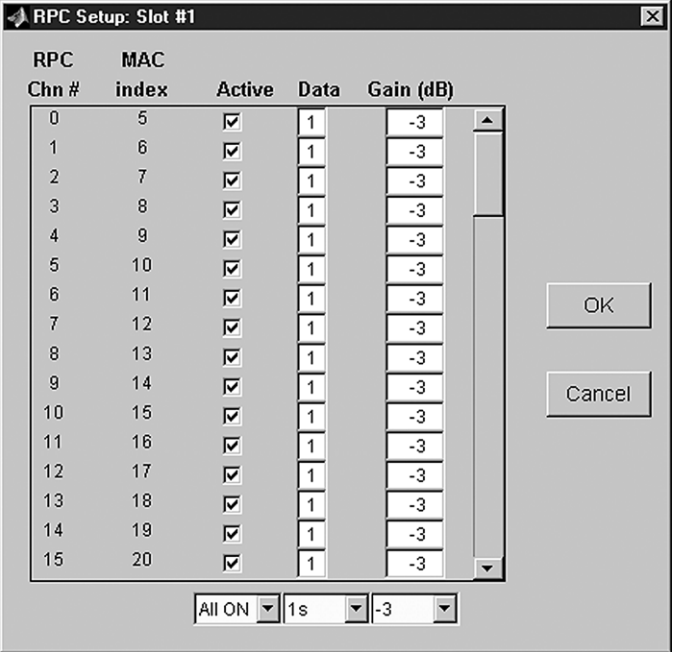 RPC Setup: Slot #1
RPC MAC
Chn # index Active Data Gain (dB)
0 5 1 -3
1 6 1 -3
2 7 1 -3
3 8 1 -3
4 9 1 -3
5 10 1 -3
6 11 1 -3
7 12 1 -3
8 13 1 -3
9 14 1 -3
10 15 1 -3
11 16 1 -3
12 17 1 -3
13 18 1 -3
14 19 1 -3
15 20 1 -3
OK
Cancel
All ON 1s -3